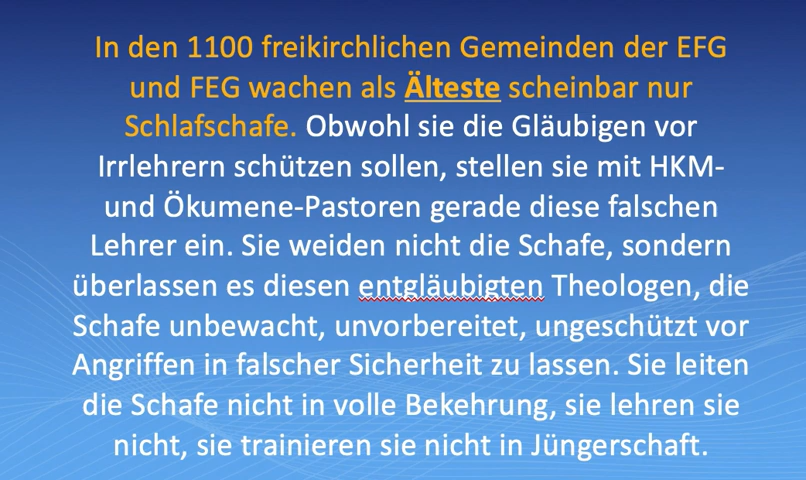 In den 1100 freikirchlichen Gemeinden der EFG
und FEG wachen als Älteste scheinbar nur
Schlafschafe. Obwohl sie die Gläubigen vor
Irrlehrern schützen sollen, stellen sie mit HKM-
und Ökumene-Pastoren gerade diese falschen
Lehrer ein. Sie weiden nicht die Schafe, sondern
überlassen es diesen entgläubigten Theologen, die
Schafe unbewacht, unvorbereitet, ungeschützt vor
Angriffen in falscher Sicherheit zu lassen. Sie leiten
die Schafe nicht in volle Bekehrung, sie lehren sie
nicht, sie trainieren sie nicht in Jüngerschaft.